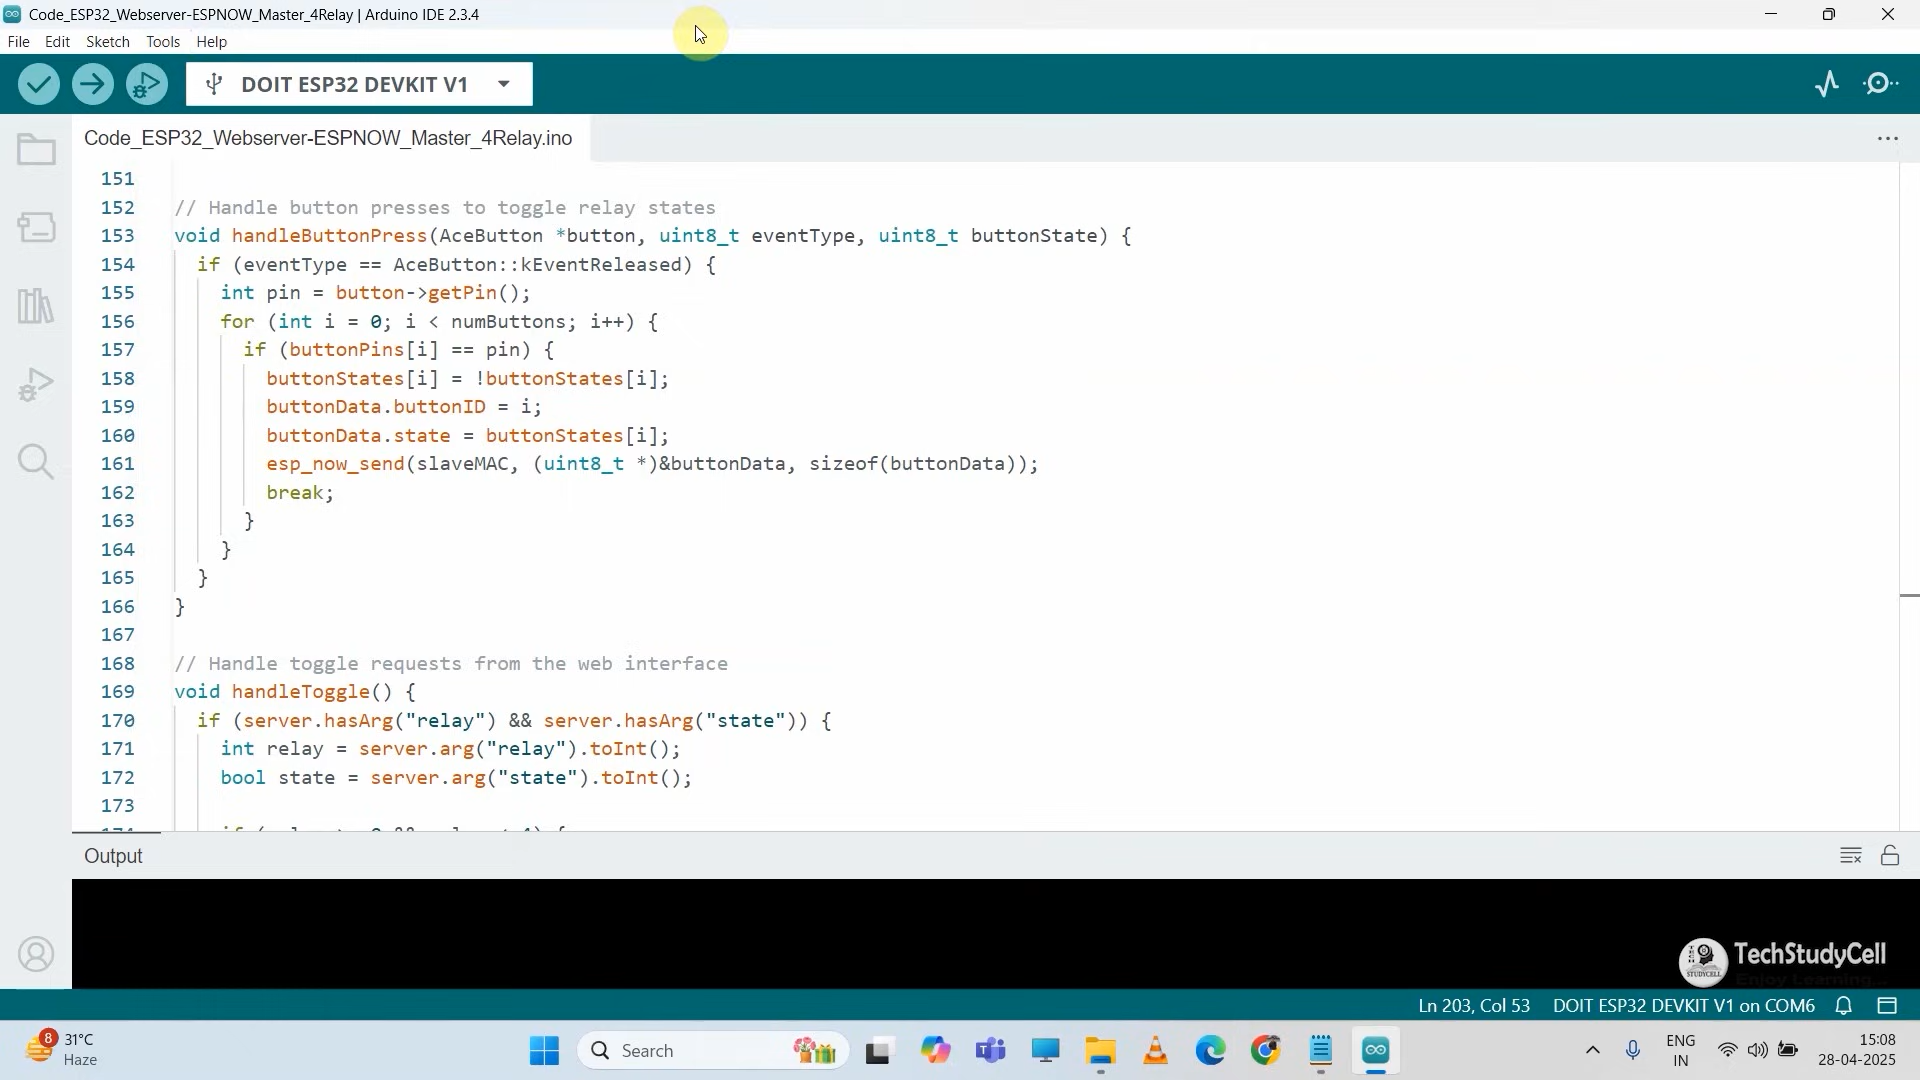 Code_ESP32_Webserver-ESPNOW_Master_4Relay | Arduino IDE 2.3.4
File Edit Sketch Tools Help
DOIT ESP32 DEVKIT V1
Code_ESP32_Webserver-ESPNOW_Master_4Relay.ino
151
152 // Handle button presses to toggle relay states
153 void handleButtonPress(AceButton *button, uint8_t eventType, uint8_t buttonState) {
154 if (eventType == AceButton::kEventReleased) {
155 int pin = button->getPin();
156 for (int i = 0; i < numButtons; i++) {
157 if (buttonPins[i] == pin) {
158 buttonStates[i] = !buttonStates[i];
159 buttonData.buttonID = i;
160 buttonData.state = buttonStates[i];
161 esp_now_send(slaveMAC, (uint8_t *)&buttonData, sizeof(buttonData));
162 break;
163 }
164 }
165 }
166 }
167
168 // Handle toggle requests from the web interface
169 void handleToggle() {
170 if (server.hasArg("relay") && server.hasArg("state")) {
171 int relay = server.arg("relay").toInt();
172 bool state = server.arg("state").toInt();
173
Output
TechStudyCell
Enjoy Learning...
STUDYCELL
Ln 203, Col 53 DOIT ESP32 DEVKIT V1 on COM6
8 31°C
Haze
Search
ENG
IN
15:08
28-04-2025